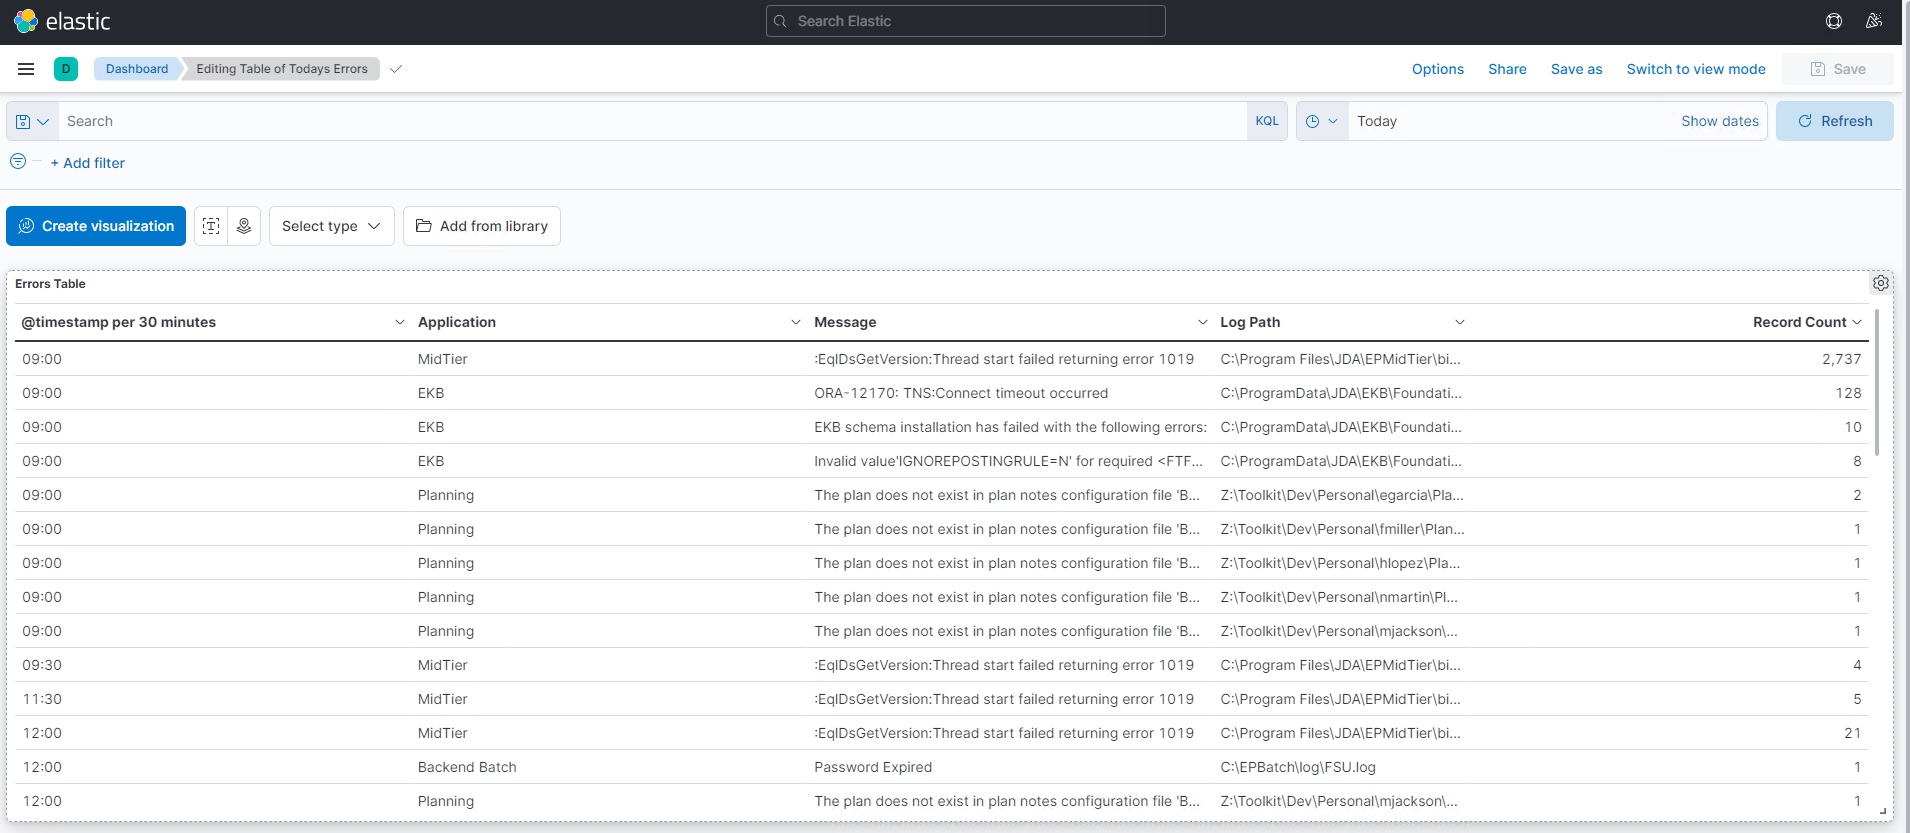 elastic
Search Elastic
D Dashboard Editing Table of Todays Errors Options Share Save as Switch to view mode Save
Search KQL Today Show dates Refresh
+ Add filter
Create visualization T Select type Add from library
Errors Table
@timestamp per 30 minutes Application Message Log Path Record Count
09:00 MidTier :EqlDsGetVersion:Thread start failed returning error 1019 C:\Program Files\JDA\EPMidTier\bi... 2,737
09:00 EKB ORA-12170: TNS:Connect timeout occurred C:\ProgramData\JDA\EKB\Foundati... 128
09:00 EKB EKB schema installation has failed with the following errors: C:\ProgramData\JDA\EKB\Foundati... 10
09:00 EKB Invalid value'IGNOREPOSTINGRULE=N' for required <FTF... C:\ProgramData\JDA\EKB\Foundati... 8
09:00 Planning The plan does not exist in plan notes configuration file 'B... Z:\Toolkit\Dev\Personal\egarcia\Pla... 2
09:00 Planning The plan does not exist in plan notes configuration file 'B... Z:\Toolkit\Dev\Personal\fmiller\Plan... 1
09:00 Planning The plan does not exist in plan notes configuration file 'B... Z:\Toolkit\Dev\Personal\hlopez\Pla... 1
09:00 Planning The plan does not exist in plan notes configuration file 'B... Z:\Toolkit\Dev\Personal\nmartin\Pl... 1
09:00 Planning The plan does not exist in plan notes configuration file 'B... Z:\Toolkit\Dev\Personal\mjackson\... 1
09:30 MidTier :EqlDsGetVersion:Thread start failed returning error 1019 C:\Program Files\JDA\EPMidTier\bi... 4
11:30 MidTier :EqlDsGetVersion:Thread start failed returning error 1019 C:\Program Files\JDA\EPMidTier\bi... 5
12:00 MidTier :EqlDsGetVersion:Thread start failed returning error 1019 C:\Program Files\JDA\EPMidTier\bi... 21
12:00 Backend Batch Password Expired C:\EPBatch\log\FSU.log 1
12:00 Planning The plan does not exist in plan notes configuration file 'B... Z:\Toolkit\Dev\Personal\mjackson\... 1